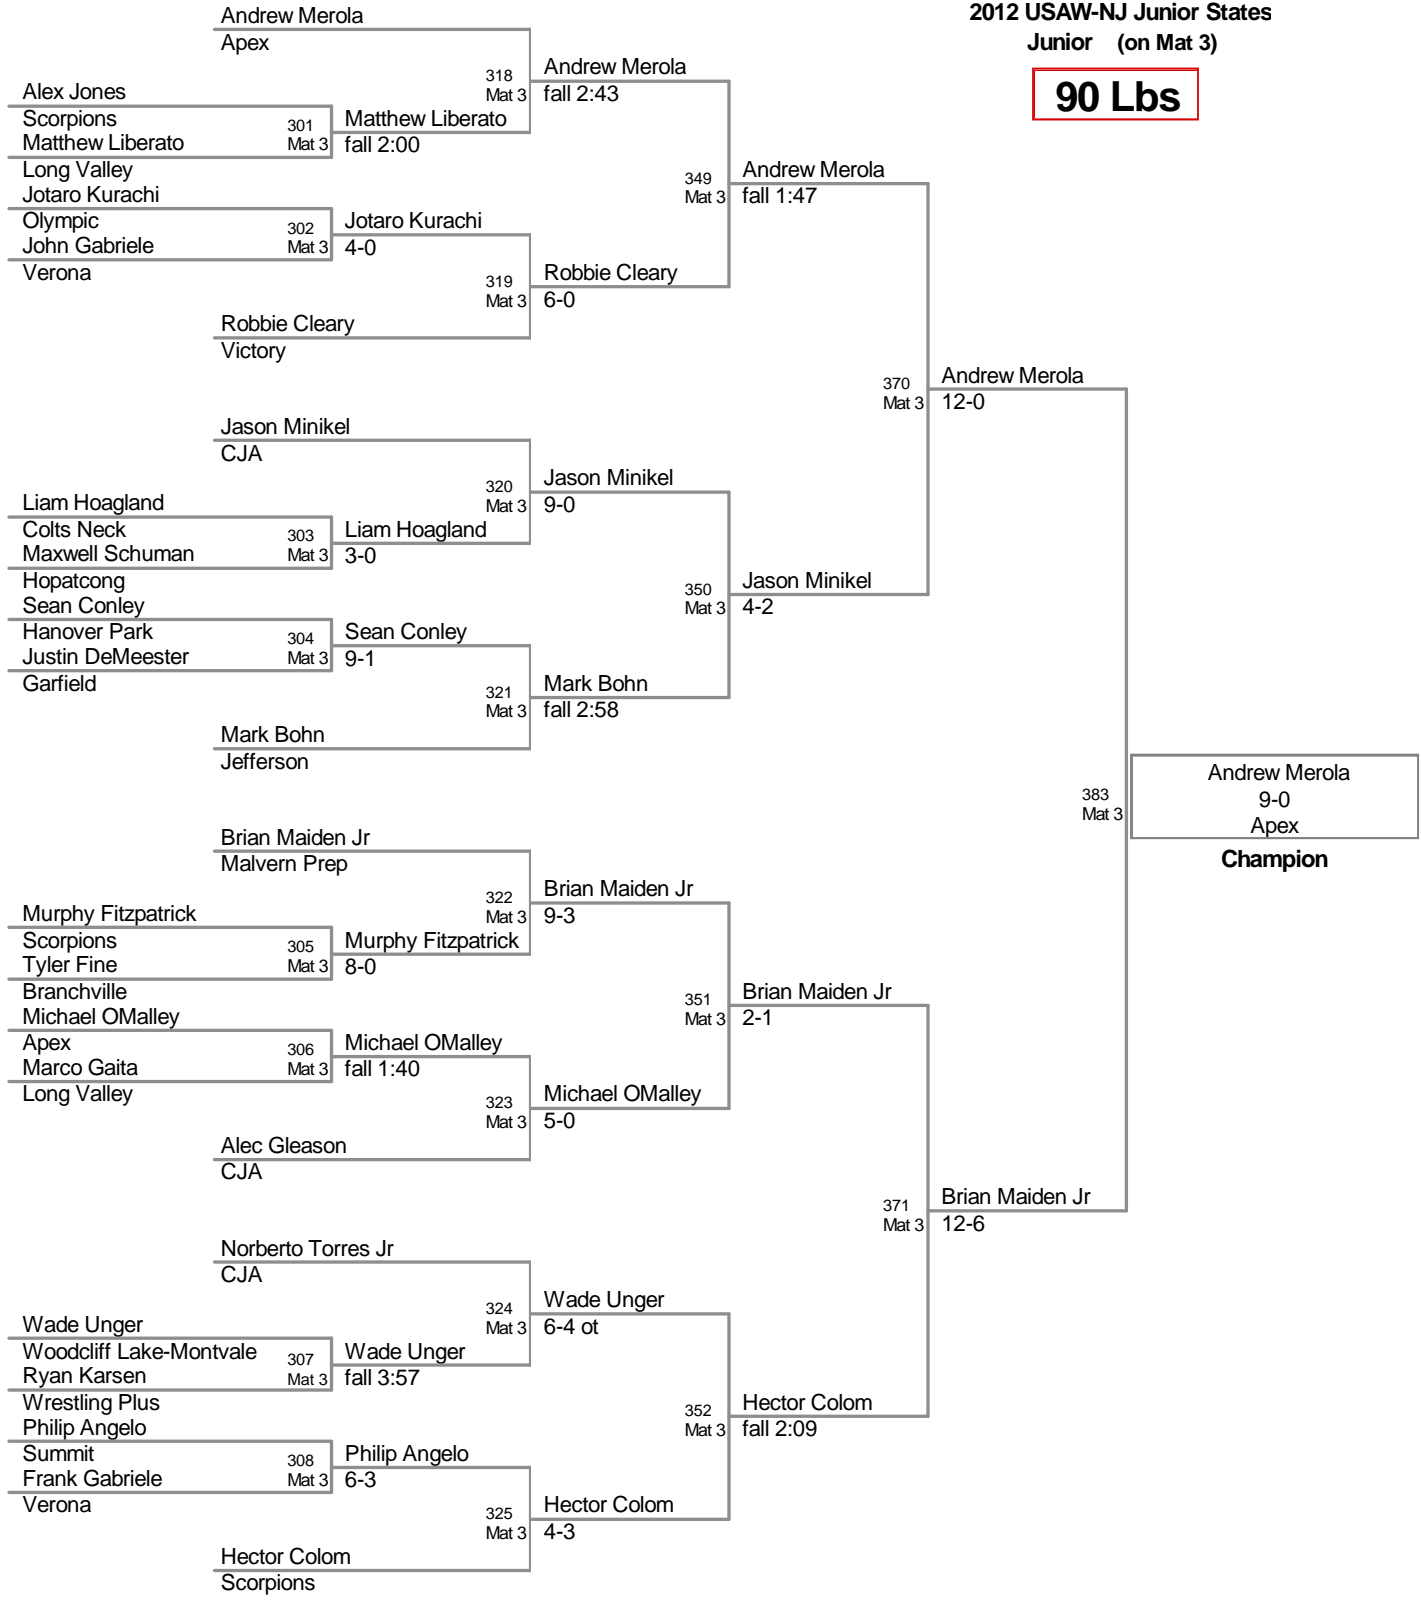 2012 USAW-NJ Junior States
Junior (on Mat 3)
90 Lbs
Andrew Merola
Apex
318
Mat 3
Andrew Merola
fall 2:43
Alex Jones
Scorpions
301
Mat 3
Matthew Liberato
fall 2:00
Matthew Liberato
Long Valley
349
Mat 3
Andrew Merola
fall 1:47
Jotaro Kurachi
Olympic
302
Mat 3
Jotaro Kurachi
4-0
John Gabriele
Verona
319
Mat 3
Robbie Cleary
6-0
Robbie Cleary
Victory
370
Mat 3
Andrew Merola
12-0
Jason Minikel
CJA
320
Mat 3
Jason Minikel
9-0
Liam Hoagland
Colts Neck
303
Mat 3
Liam Hoagland
3-0
Maxwell Schuman
Hopatcong
350
Mat 3
Jason Minikel
4-2
Sean Conley
Hanover Park
304
Mat 3
Sean Conley
9-1
Justin DeMeester
Garfield
321
Mat 3
Mark Bohn
fall 2:58
Mark Bohn
Jefferson
383
Mat 3
Andrew Merola
9-0
Apex
Champion
Brian Maiden Jr
Malvern Prep
322
Mat 3
Brian Maiden Jr
9-3
Murphy Fitzpatrick
Scorpions
305
Mat 3
Murphy Fitzpatrick
8-0
Tyler Fine
Branchville
351
Mat 3
Brian Maiden Jr
2-1
Michael OMalley
Apex
306
Mat 3
Michael OMalley
fall 1:40
Marco Gaita
Long Valley
323
Mat 3
Michael OMalley
5-0
Alec Gleason
CJA
371
Mat 3
Brian Maiden Jr
12-6
Norberto Torres Jr
CJA
324
Mat 3
Wade Unger
6-4 ot
Wade Unger
Woodcliff Lake-Montvale
307
Mat 3
Wade Unger
fall 3:57
Ryan Karsen
Wrestling Plus
352
Mat 3
Hector Colom
fall 2:09
Philip Angelo
Summit
308
Mat 3
Philip Angelo
6-3
Frank Gabriele
Verona
325
Mat 3
Hector Colom
4-3
Hector Colom
Scorpions